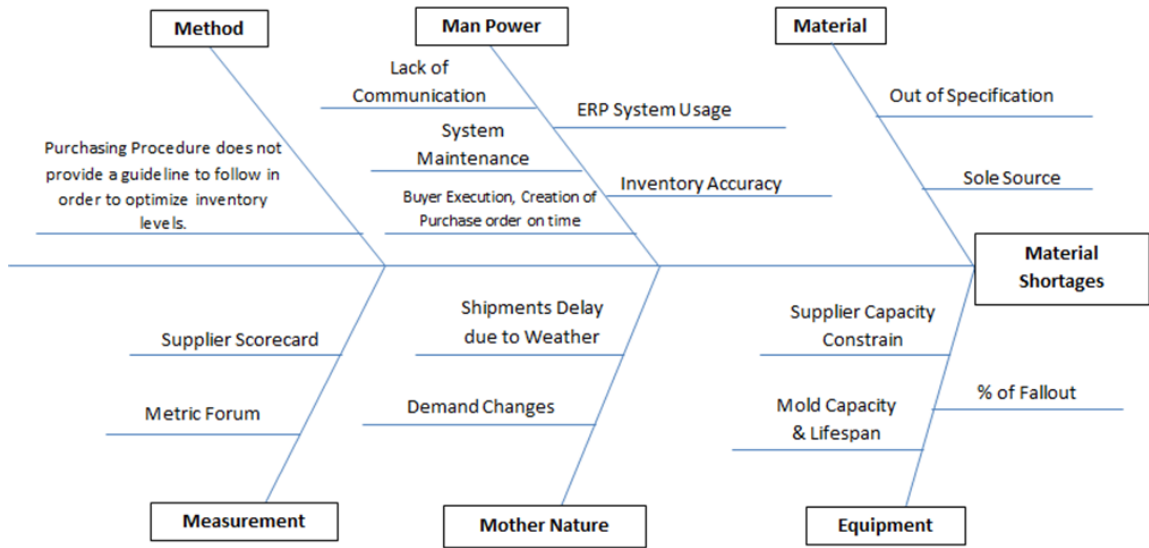 Method
Man Power
Material
Lack of
Communication
ERP System Usage
Out of Specification
System
Maintenance
Purchasing Procedure does not
provide a guideline to follow in
order to optimize inventory
levels.
Inventory Accuracy
Sole Source
Buyer Execution, Creation of
Purchase order on time
Material
Shortages
Supplier Scorecard
Shipments Delay
due to Weather
Supplier Capacity
Constrain
Metric Forum
Demand Changes
Mold Capacity
& Lifespan
% of Fallout
Measurement
Mother Nature
Equipment